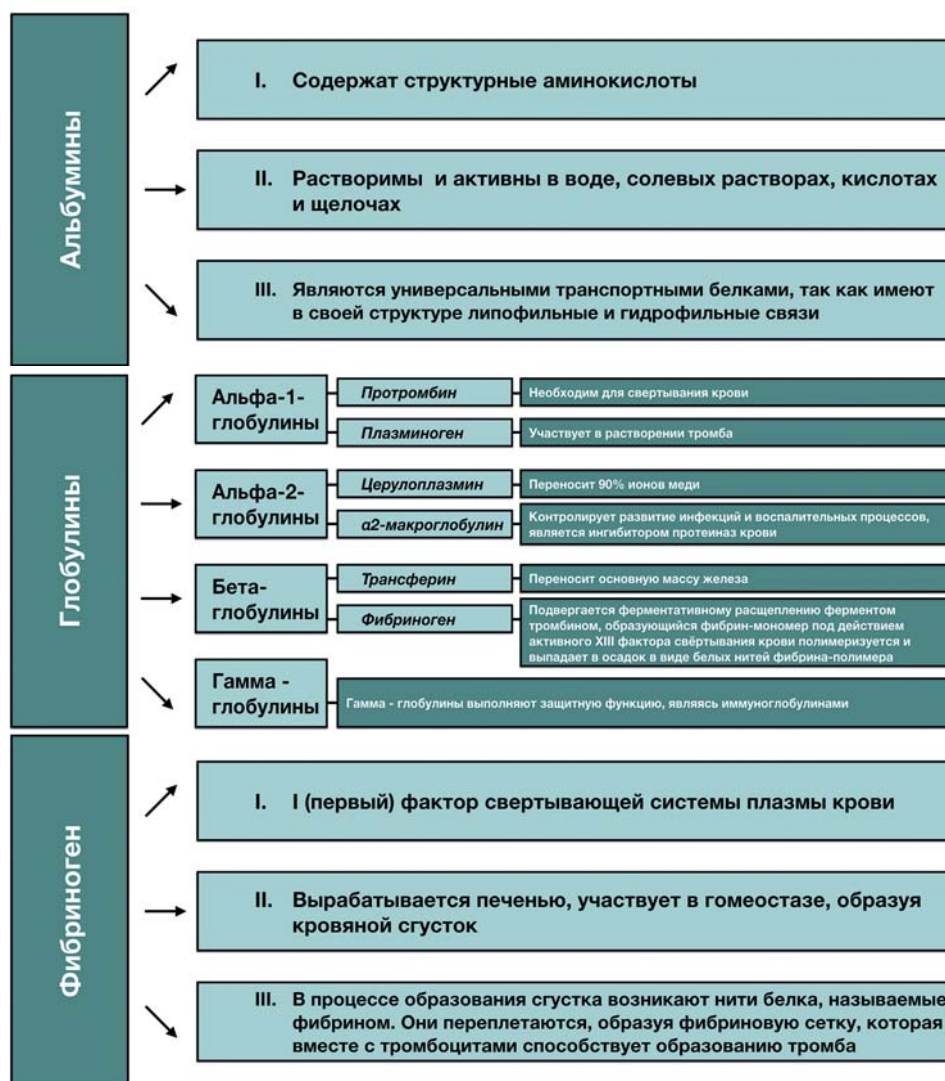 Альбумины
I. Содержат структурные аминокислоты
II. Растворимы и активны в воде, солевых растворах, кислотах
и щелочах
III. Являются универсальными транспортными белками, так как имеют
в своей структуре липофильные и гидрофильные связи
Глобулины
Альфа-1-
глобулины
Протромбин
Необходим для свертывания крови
Плазминоген
Участвует в растворении тромба
Альфа-2-
глобулины
Церулоплазмин
Переносит 90% ионов меди
α2-макроглобулин
Контролирует развитие инфекций и воспалительных процессов,
является ингибитором протеиназ крови
Бета-
глобулины
Трансферин
Переносит основную массу железа
Фибриноген
Подвергается ферментативному расщеплению ферментом
тромбином, образующийся фибрин-мономер под действием
активного XIII фактора свёртывания крови полимеризуется и
выпадает в осадок в виде белых нитей фибрина-полимера
Гамма -
глобулины
Гамма - глобулины выполняют защитную функцию, являясь иммуноглобулинами
Фибриноген
I. I (первый) фактор свертывающей системы плазмы крови
II. Вырабатывается печенью, участвует в гомеостазе, образуя
кровяной сгусток
III. В процессе образования сгустка возникают нити белка, называемые
фибрином. Они переплетаются, образуя фибриновую сетку, которая
вместе с тромбоцитами способствует образованию тромба